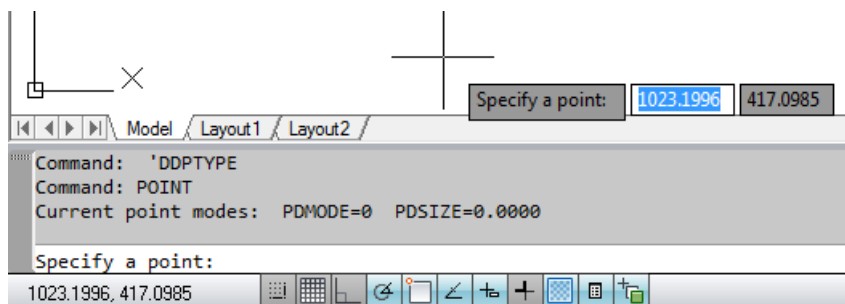 X
Specify a point: 1023.1996 417.0985
Model Layout1 Layout2
Command: 'DDPTYPE
Command: POINT
Current point modes: PDMODE=0 PDSIZE=0.0000
Specify a point:
1023.1996, 417.0985